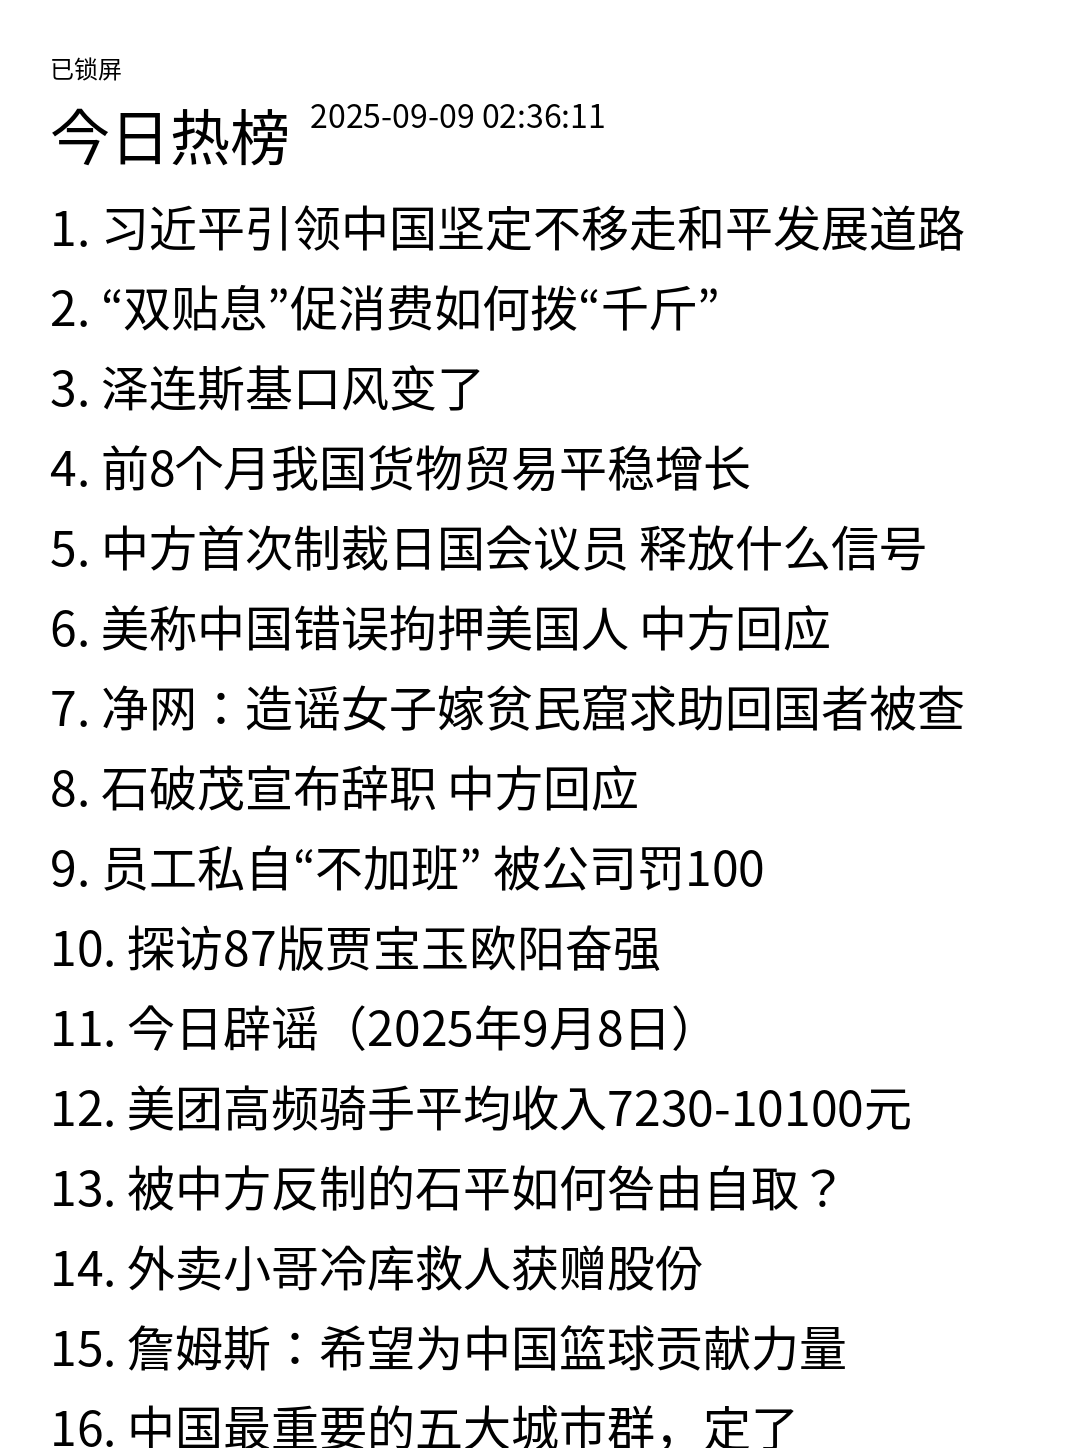 已锁屏
今日热榜 2025-09-09 02:36:11
1. 习近平引领中国坚定不移走和平发展道路
2. “双贴息”促消费如何拨“千斤”
3. 泽连斯基口风变了
4. 前8个月我国货物贸易平稳增长
5. 中方首次制裁日国会议员 释放什么信号
6. 美称中国错误拘押美国人 中方回应
7. 净网：造谣女子嫁贫民窟求助回国者被查
8. 石破茂宣布辞职 中方回应
9. 员工私自“不加班” 被公司罚100
10. 探访87版贾宝玉欧阳奋强
11. 今日辟谣（2025年9月8日）
12. 美团高频骑手平均收入7230-10100元
13. 被中方反制的石平如何咎由自取？
14. 外卖小哥冷库救人获赠股份
15. 詹姆斯：希望为中国篮球贡献力量
16. 中国最重要的五大城市群，定了